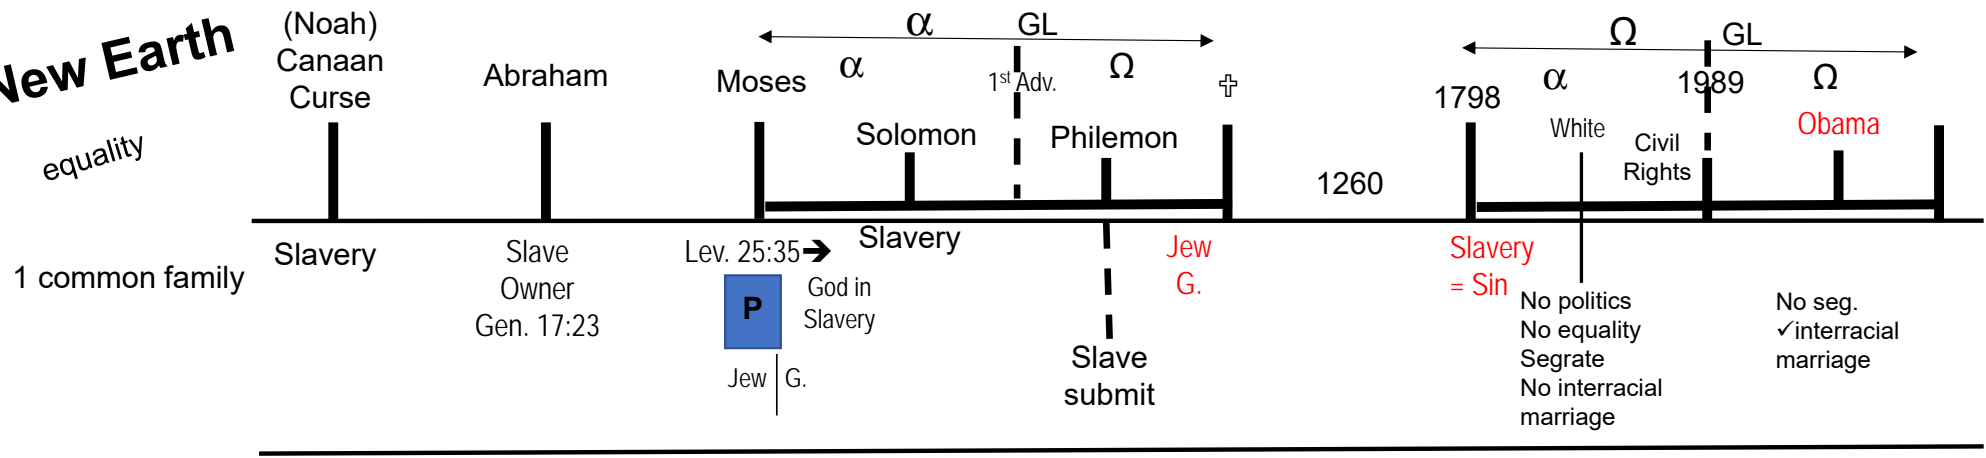 New Earth
equality
1 common family
(Noah)
Canaan
Curse
Slavery
Abraham
Slave
Owner
Gen. 17:23
Moses
Lev. 25:35➔
P
God in
Slavery
Jew
G.
α
GL
α
1st Adv.
Ω
Solomon
Slavery
Philemon
Slave
submit
✞
Jew
G.
1260
1798
Slavery
= Sin
Ω
GL
α
1989
Ω
White
Civil
Rights
Obama
No politics
No equality
Segrate
No interracial
marriage
No seg.
✓interracial
marriage